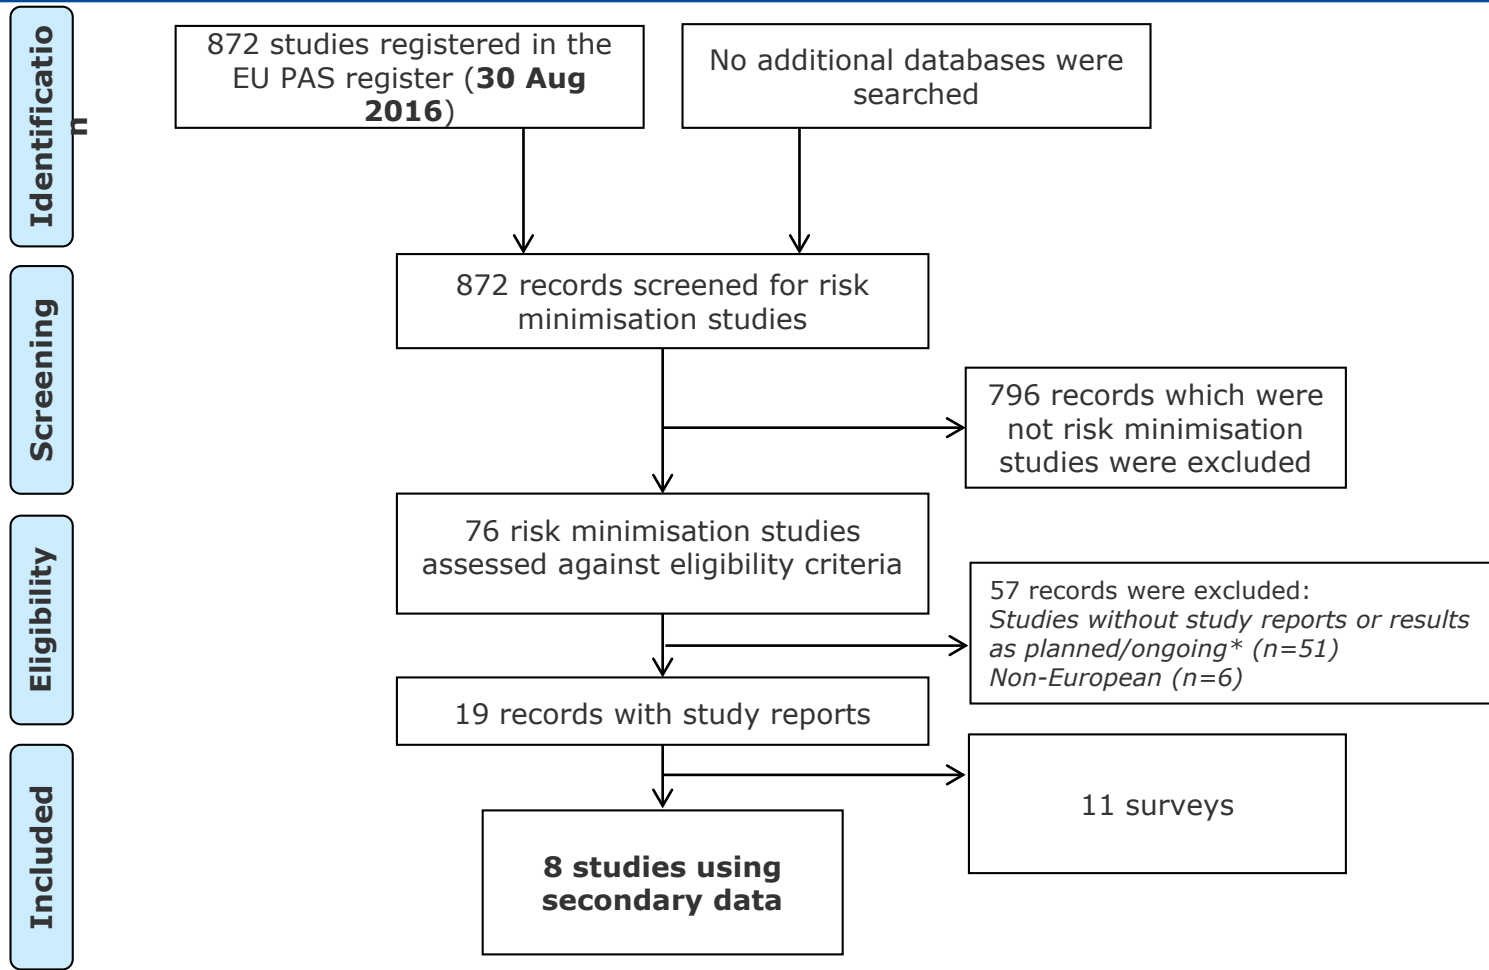 Identificatio
n
872 studies registered in the
EU PAS register (30 Aug
2016)
No additional databases were
searched
872 records screened for risk
minimisation studies
Screening
796 records which were
not risk minimisation
studies were excluded
76 risk minimisation studies
assessed against eligibility criteria
Eligibility
57 records were excluded:
Studies without study reports or results
as planned/ongoing* (n=51)
Non-European (n=6)
19 records with study reports
Included
11 surveys
8 studies using
secondary data